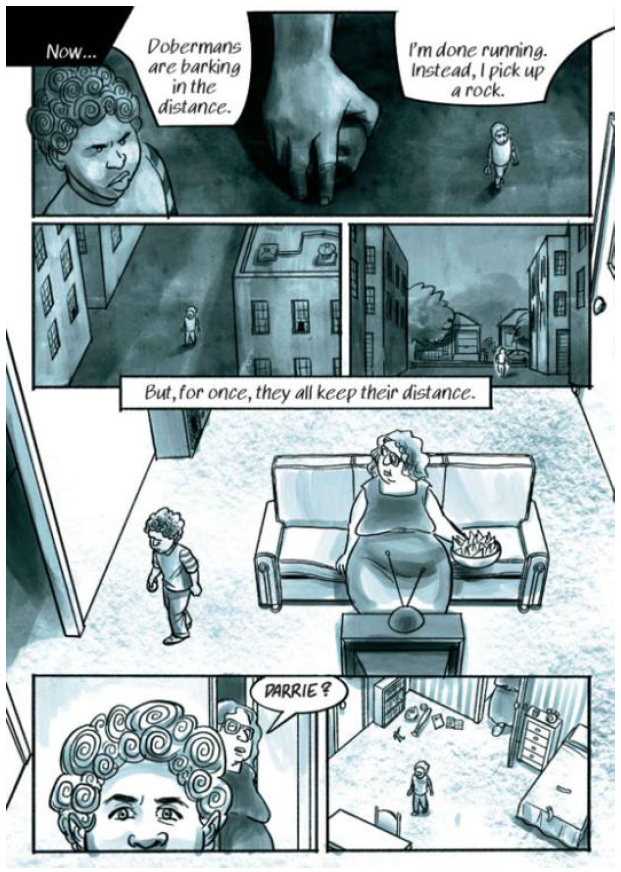 Now...
Dobermans
are barking
in the
distance.
I'm done running.
Instead, I pick up
a rock.
But, for once, they all keep their distance.
DARRIE?